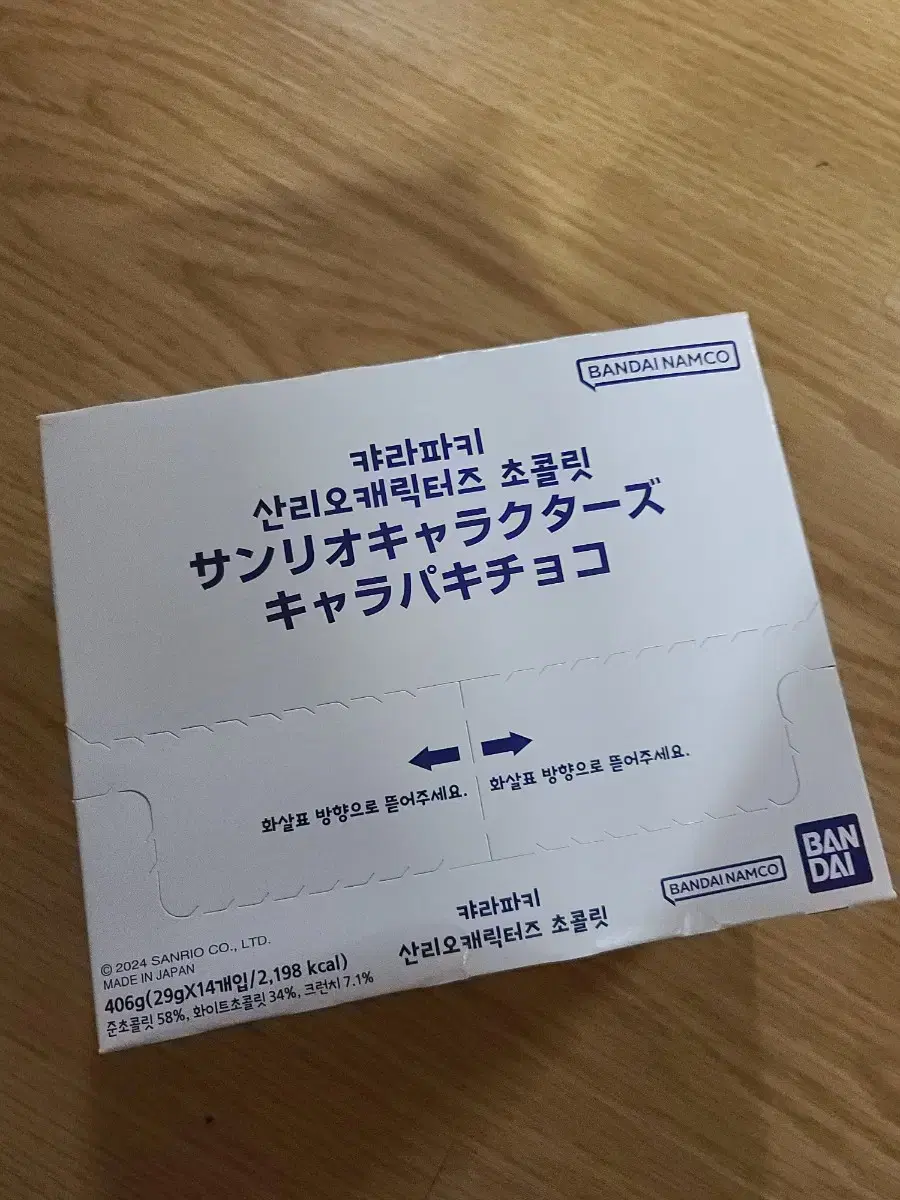 BANDAI NAMCO
캬라파키
산리오캐릭터즈 초콜릿
サンリオキャラクターズ
キャラパキチョコ
화살표 방향으로 뜯어주세요.
화살표 방향으로 뜯어주세요.
BANDAI NAMCO
BAN
DAI
캬라파키
산리오캐릭터즈 초콜릿
© 2024 SANRIO CO., LTD.
MADE IN JAPAN
406g(29gX14개입/2,198 kcal)
준초콜릿 58%, 화이트초콜릿 34%, 크런치 7.1%